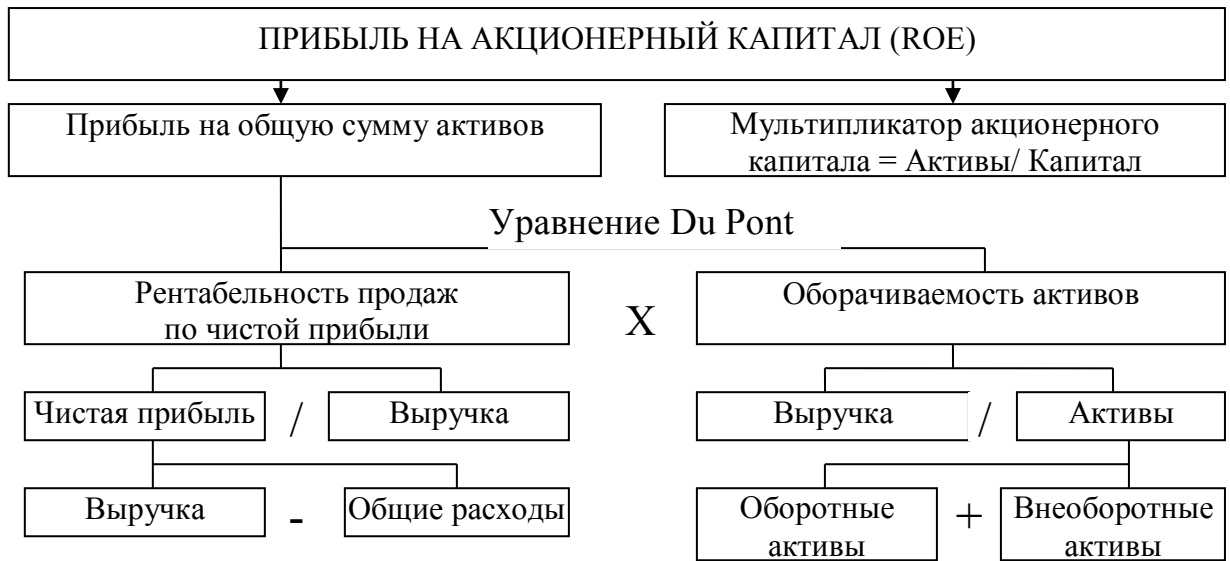 ПРИБЫЛЬ НА АКЦИОНЕРНЫЙ КАПИТАЛ (ROE)
Прибыль на общую сумму активов
Мультипликатор акционерного
капитала = Активы/ Капитал
Уравнение Du Pont
Рентабельность продаж
по чистой прибыли
X
Оборачиваемость активов
Чистая прибыль
/
Выручка
Выручка
/
Активы
Выручка
-
Общие расходы
Оборотные
активы
+
Внеоборотные
активы